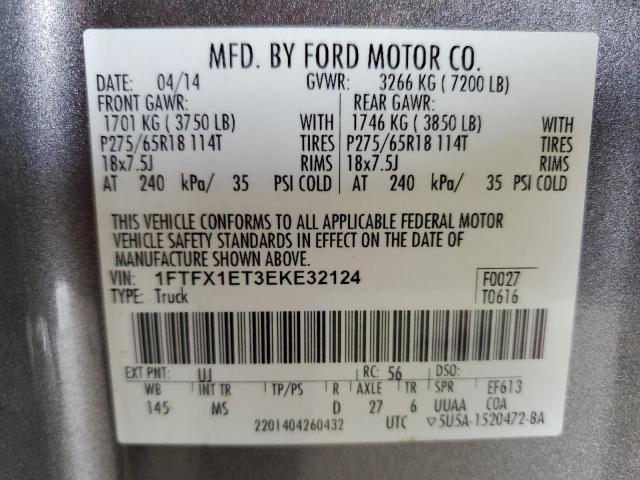 MFD. BY FORD MOTOR CO.
DATE: 04/14 GVWR: 3266 KG ( 7200 LB)
FRONT GAWR: REAR GAWR:
1701 KG ( 3750 LB) WITH 1746 KG ( 3850 LB) WITH
P275/65R18 114T TIRES P275/65R18 114T TIRES
18x7.5J RIMS 18x7.5J RIMS
AT 240 kPa/ 35 PSI COLD AT 240 kPa/ 35 PSI COLD
THIS VEHICLE CONFORMS TO ALL APPLICABLE FEDERAL MOTOR
VEHICLE SAFETY STANDARDS IN EFFECT ON THE DATE OF
MANUFACTURE SHOWN ABOVE.
VIN: 1FTFX1ET3EKE32124 F0027
TYPE: Truck T0616
EXT PNT: UJ RC: 56 DSO:
WB INT TR TP/PS R AXLE TR SPR EF613
145 MS D 27 6 UUAA COA
2201404260432 UTC ▽5U5A-1520472-BA